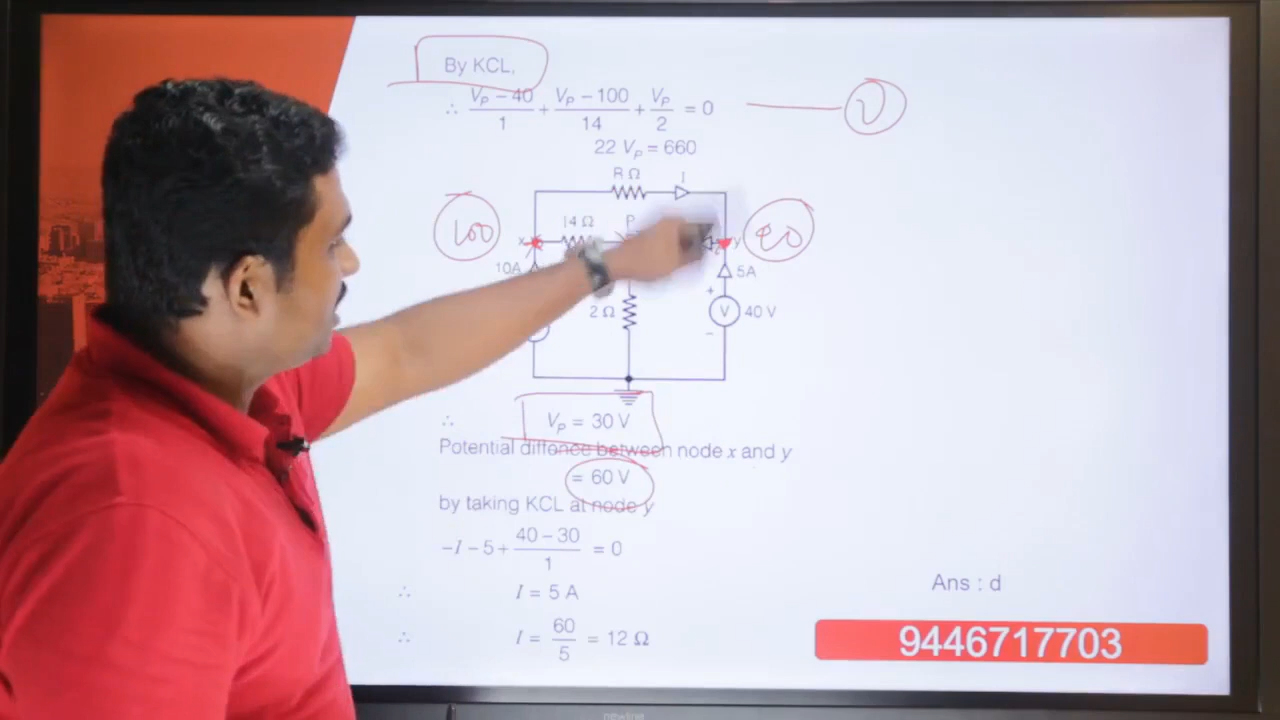 By KCL,
∴ (V_P – 40)/1 + (V_P – 100)/14 + V_P/2 = 0
22 V_P = 660
R Ω I
14 Ω P
100
x
y
40
10A
5A
+
2 Ω
V 40 V
–
∴ V_P = 30 V
Potential diffonce between node x and y
= 60 V
by taking KCL at node y
–I – 5 + (40 – 30)/1 = 0
∴ I = 5 A
∴ I = 60/5 = 12 Ω
Ans : d
9446717703